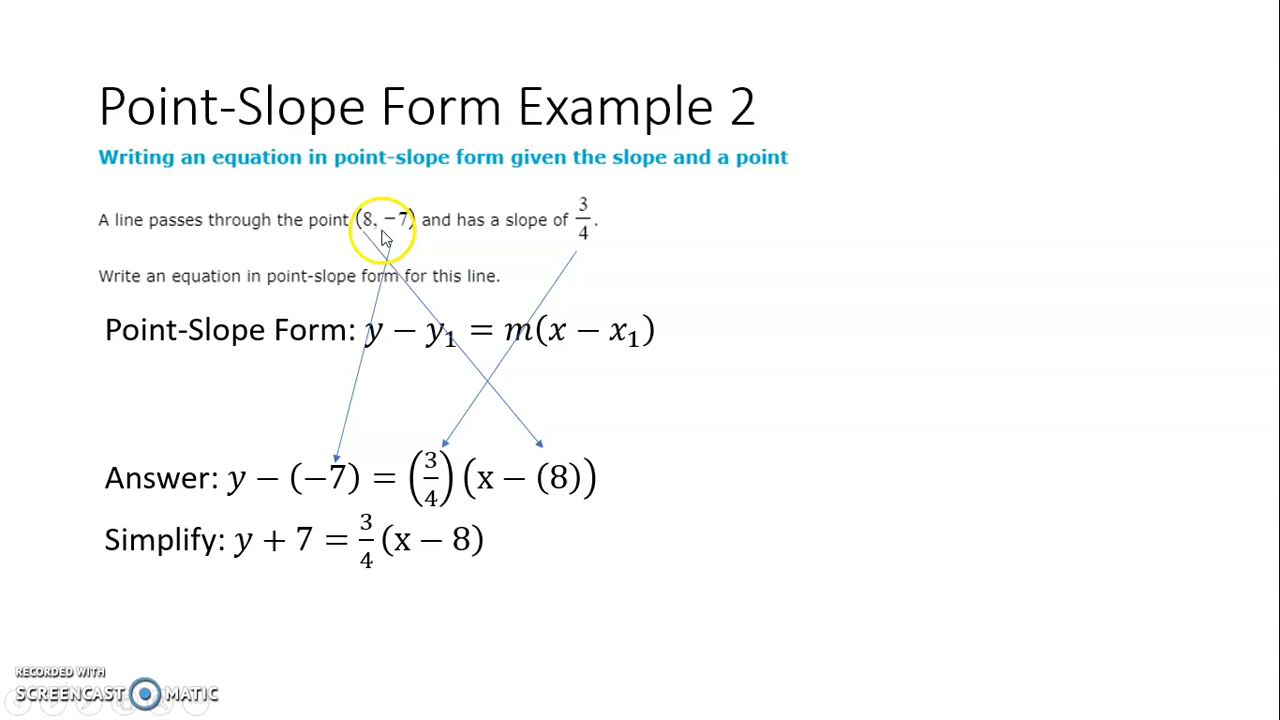 Point-Slope Form Example 2
Writing an equation in point-slope form given the slope and a point
A line passes through the point (8, −7) and has a slope of 3/4.
Write an equation in point-slope form for this line.
Point-Slope Form: y − y₁ = m(x − x₁)
Answer: y − (−7) = (3/4)(x − (8))
Simplify: y + 7 = 3/4(x − 8)
RECORDED WITH
SCREENCAST MATIC